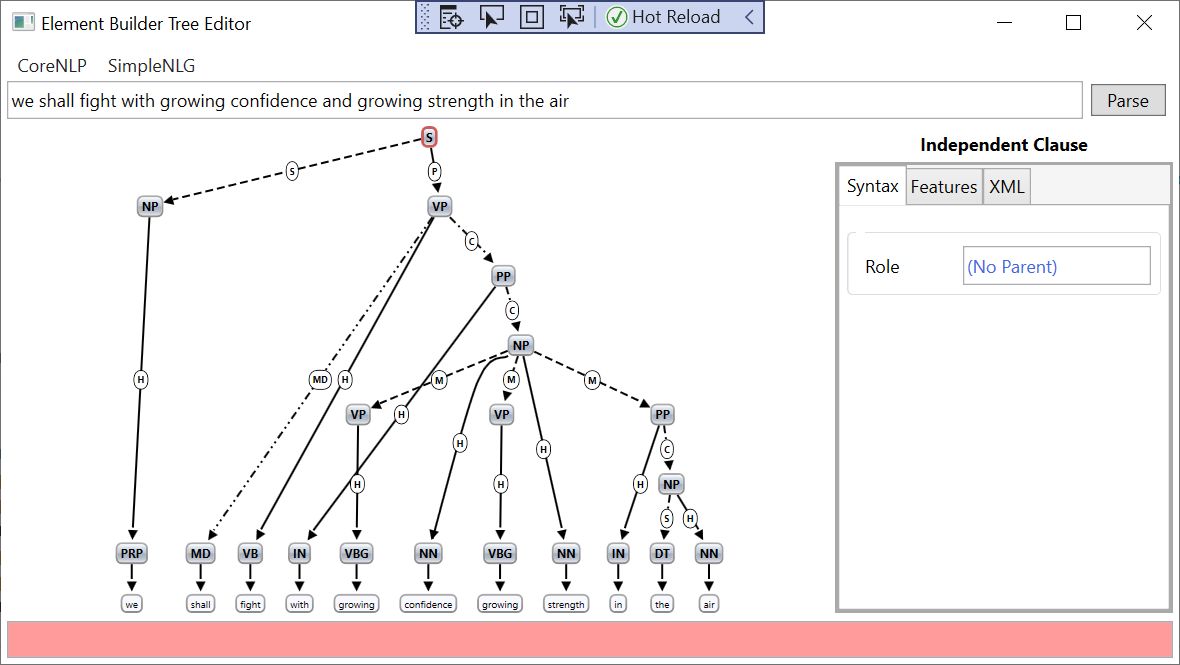 Element Builder Tree Editor
Hot Reload
CoreNLP SimpleNLG
we shall fight with growing confidence and growing strength in the air
Parse
Independent Clause
Syntax Features XML
Role (No Parent)
S
S P
NP VP
C
PP
C
NP
H MD H M M M
VP H VP PP
H H C
H H H NP
S H
PRP MD VB IN VBG NN VBG NN IN DT NN
we shall fight with growing confidence growing strength in the air